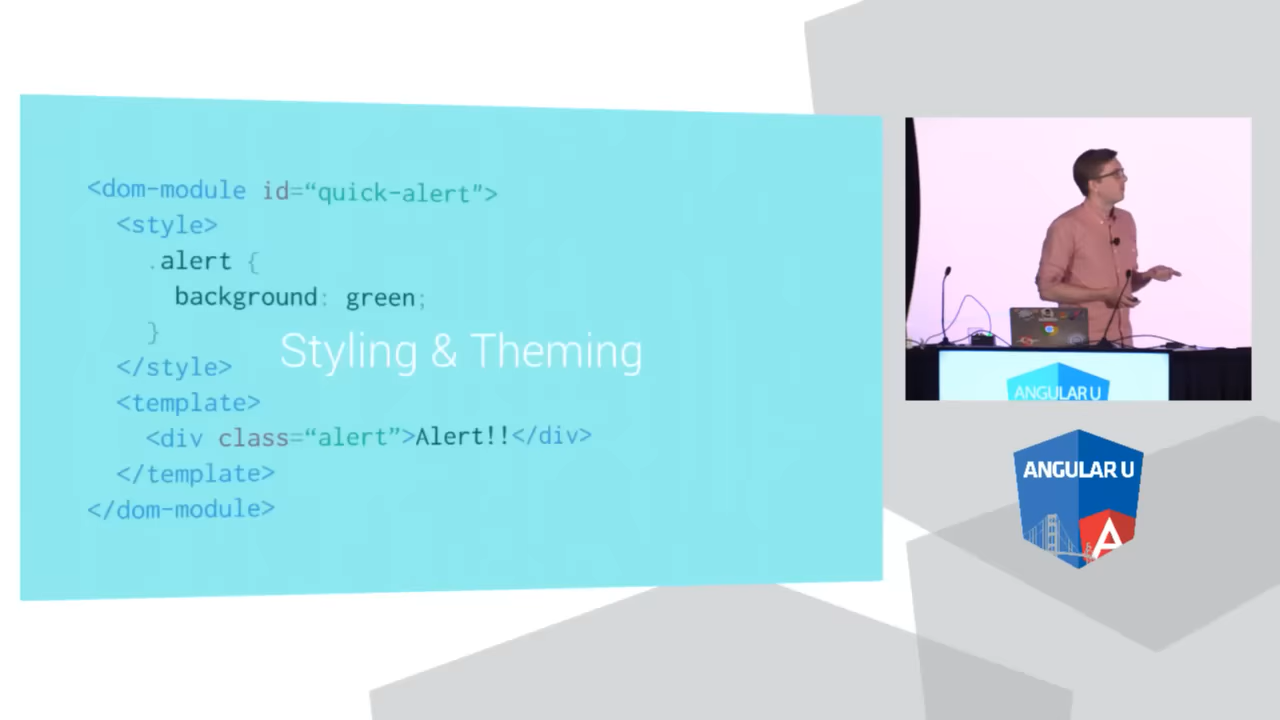 <dom-module id=“quick-alert">
<style>
.alert {
background: green;
}
</style>
<template>
<div class=“alert”>Alert!!</div>
</template>
</dom-module>
Styling & Theming
ANGULAR U
ANGULAR U
A